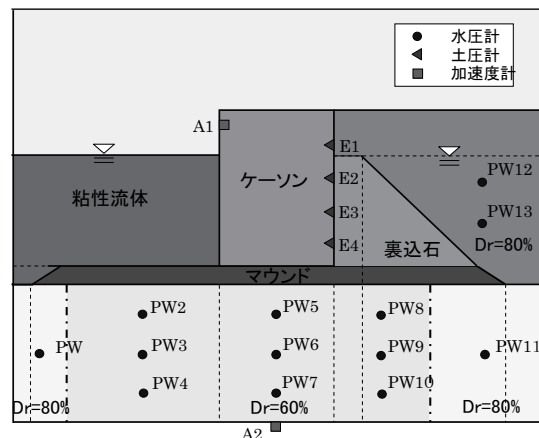 水圧計
土圧計
加速度計
A1
E1
E2
E3
E4
ケーソン
粘性流体
裏込石
マウンド
PW12
PW13
Dr=80%
PW2
PW5
PW8
PW
PW3
PW6
PW9
PW11
PW4
PW7
PW10
Dr=80%
Dr=60%
Dr=80%
A2